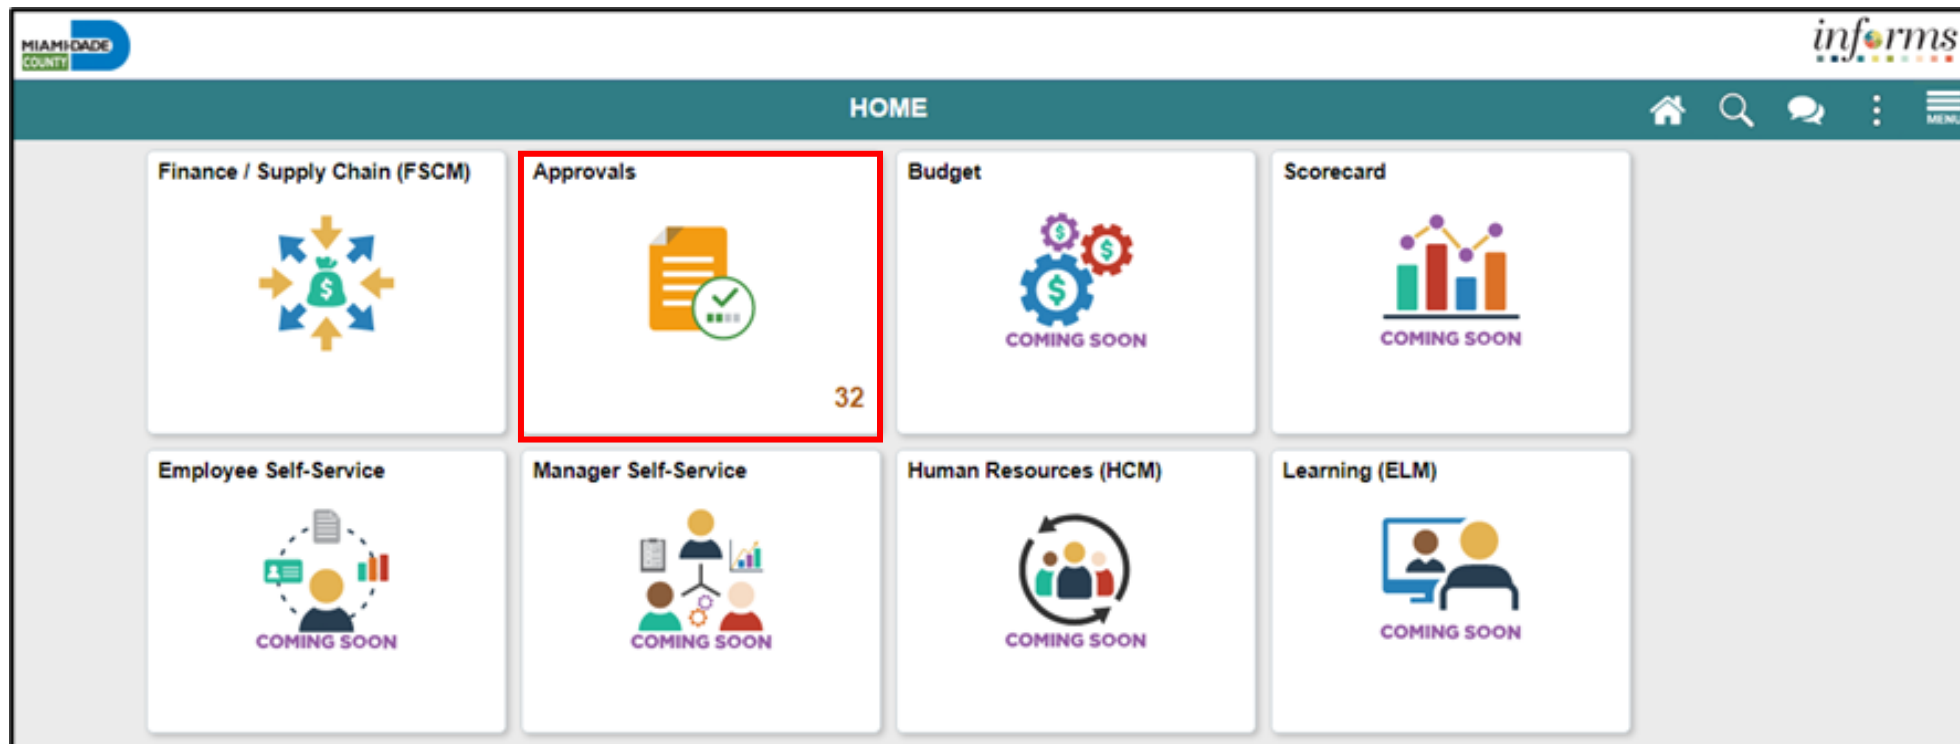 MIAMI-DADE
COUNTY
informs
HOME
MENU
Finance / Supply Chain (FSCM)
Approvals
Budget
Scorecard
$
$
$
$
COMING SOON
COMING SOON
32
Employee Self-Service
Manager Self-Service
Human Resources (HCM)
Learning (ELM)
COMING SOON
COMING SOON
COMING SOON
COMING SOON